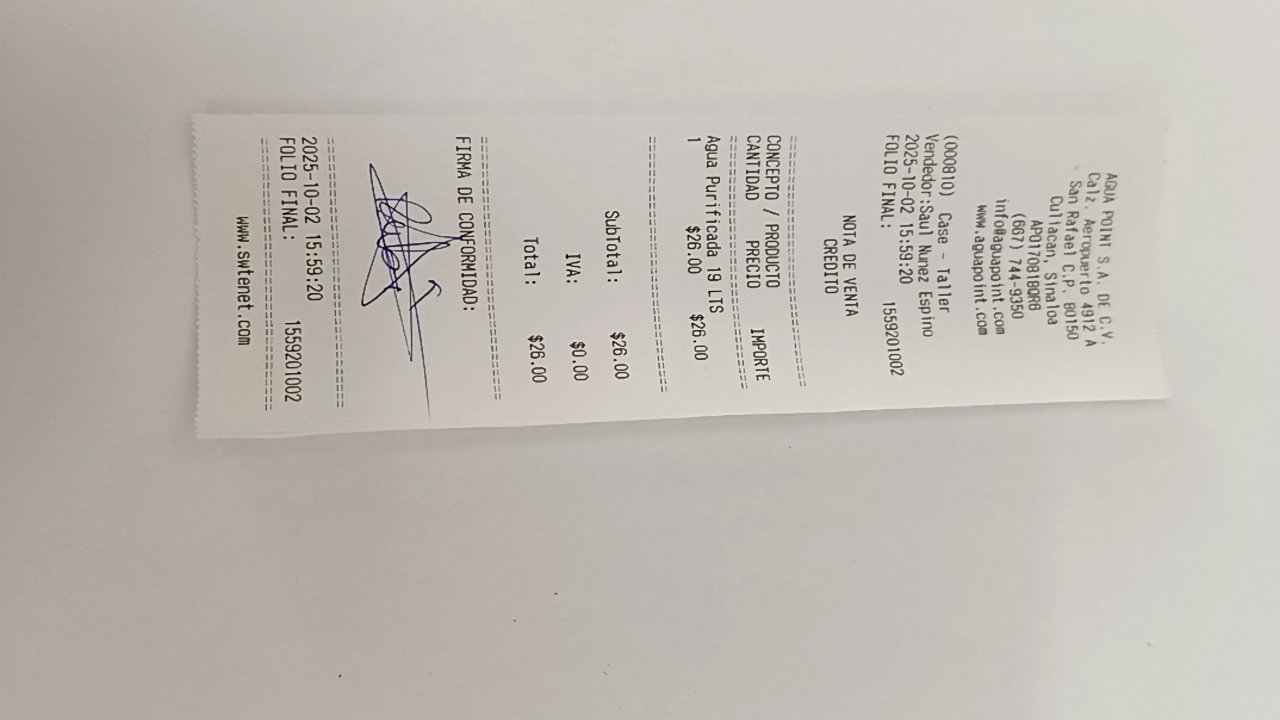 AGUA POINT S.A. DE C.V.
Calz. Aeropuerto 4912 A
San Rafael C.P. 80150
Culiacan, Sinaloa
APO170818QR6
(667) 744-9350
info@aguapoint.com
www.aguapoint.com
(000810) Case - Taller
Vendedor:Saul Nunez Espino
2025-10-02 15:59:20
FOLIO FINAL: 1559201002
NOTA DE VENTA
CREDITO
CONCEPTO / PRODUCTO
CANTIDAD PRECIO IMPORTE
Agua Purificada 19 LTS
1 $26.00 $26.00
SubTotal: $26.00
IVA: $0.00
Total: $26.00
FIRMA DE CONFORMIDAD:
2025-10-02 15:59:20
FOLIO FINAL: 1559201002
www.swtenet.com